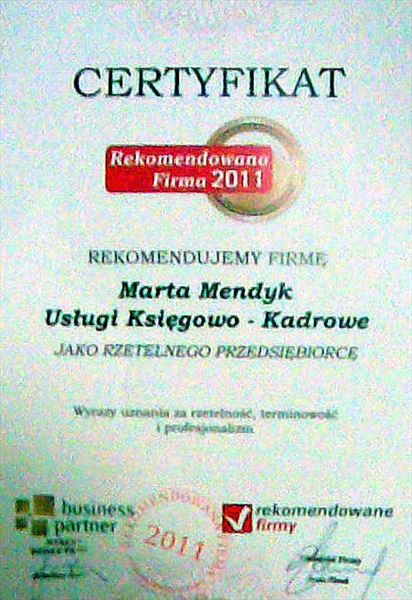 CERTYFIKAT
Rekomendowana
Firma 2011
REKOMENDUJEMY FIRMĘ
Marta Mendyk
Usługi Księgowo - Kadrowe
JAKO RZETELNEGO PRZEDSIĘBIORCĘ
Wyrazy uznania za rzetelność, terminowość
i profesjonalizm.
business
partner
2011
rekomendowane
firmy